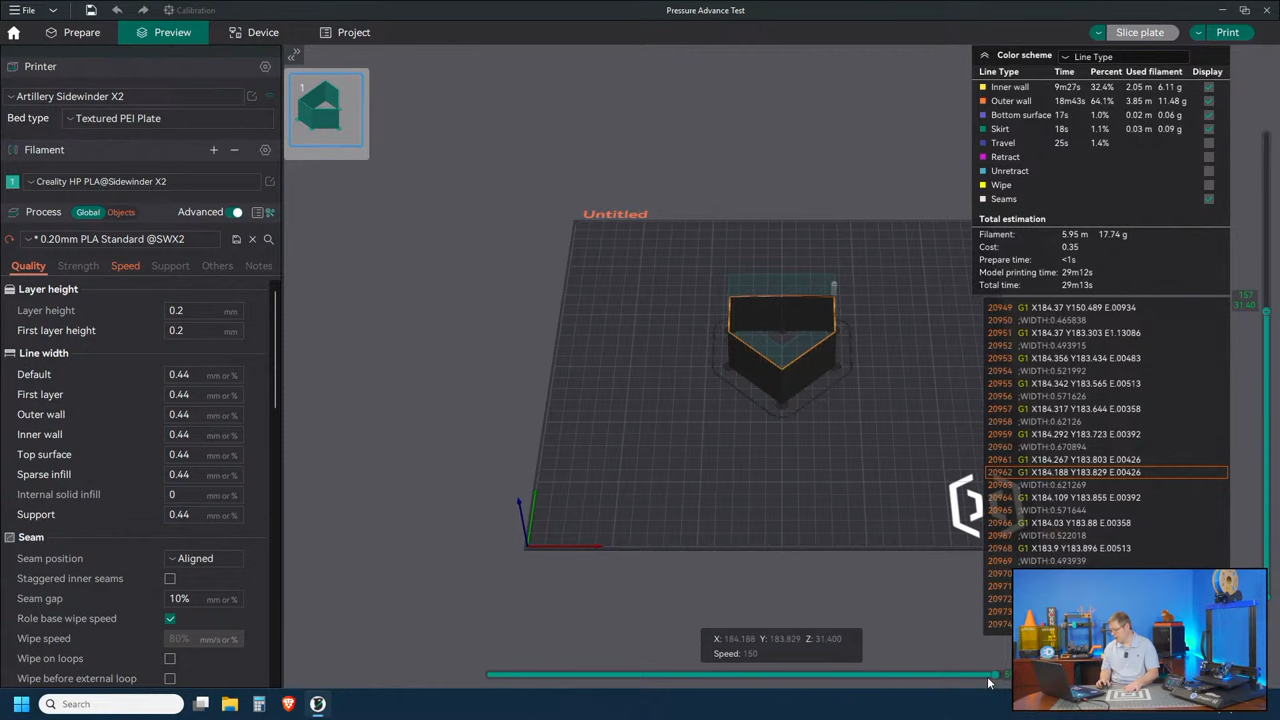 File
Calibration
Pressure Advance Test
Prepare
Preview
Device
Project
Slice plate
Print
Printer
Artillery Sidewinder X2
Bed type
Textured PEI Plate
Filament
1
Creality HP PLA@Sidewinder X2
Process
Global
Objects
Advanced
* 0.20mm PLA Standard @SWX2
Quality
Strength
Speed
Support
Others
Notes
Layer height
Layer height 0.2 mm
First layer height 0.2 mm
Line width
Default 0.44 mm or %
First layer 0.44 mm or %
Outer wall 0.44 mm or %
Inner wall 0.44 mm or %
Top surface 0.44 mm or %
Sparse infill 0.44 mm or %
Internal solid infill 0 mm or %
Support 0.44 mm or %
Seam
Seam position Aligned
Staggered inner seams
Seam gap 10% mm or %
Role base wipe speed
Wipe speed 80% mm/s or %
Wipe on loops
Wipe before external loop
1
Untitled
Color scheme Line Type
Line Type Time Percent Used filament Display
Inner wall 9m27s 32.4% 2.05 m 6.11 g
Outer wall 18m43s 64.1% 3.85 m 11.48 g
Bottom surface 17s 1.0% 0.02 m 0.06 g
Skirt 18s 1.1% 0.03 m 0.09 g
Travel 25s 1.4%
Retract
Unretract
Wipe
Seams
Total estimation
Filament: 5.95 m 17.74 g
Cost: 0.35
Prepare time: <1s
Model printing time: 29m12s
Total time: 29m13s
157
31.40
20949 G1 X184.37 Y150.489 E.00934
20950 ;WIDTH:0.465838
20951 G1 X184.37 Y183.303 E1.13086
20952 ;WIDTH:0.493915
20953 G1 X184.356 Y183.434 E.00483
20954 ;WIDTH:0.521992
20955 G1 X184.342 Y183.565 E.00513
20956 ;WIDTH:0.571626
20957 G1 X184.317 Y183.644 E.00358
20958 ;WIDTH:0.62126
20959 G1 X184.292 Y183.723 E.00392
20960 ;WIDTH:0.670894
20961 G1 X184.267 Y183.803 E.00426
20962 G1 X184.188 Y183.829 E.00426
20963 ;WIDTH:0.621269
20964 G1 X184.109 Y183.855 E.00392
20965 ;WIDTH:0.571644
20966 G1 X184.03 Y183.88 E.00358
20967 ;WIDTH:0.522018
20968 G1 X183.9 Y183.896 E.00513
20969 ;WIDTH:0.493939
20970
20971
20972
20973
20974
X: 184.188 Y: 183.829 Z: 31.400
Speed: 150
Search